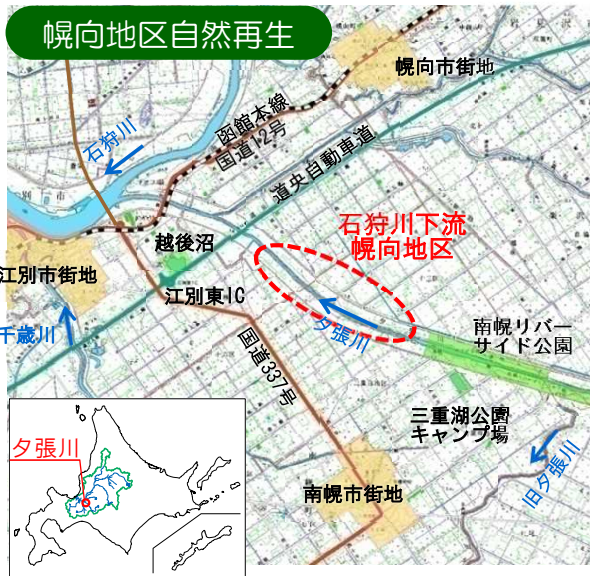 幌向地区自然再生
幌向市街地
函館本線
国道12号
石狩川
道央自動車道
石狩川下流
幌向地区
越後沼
江別市街地
江別東IC
千歳川
夕張川
南幌リバー
サイド公園
国道337号
三重湖公園
キャンプ場
旧夕張川
南幌市街地
夕張川